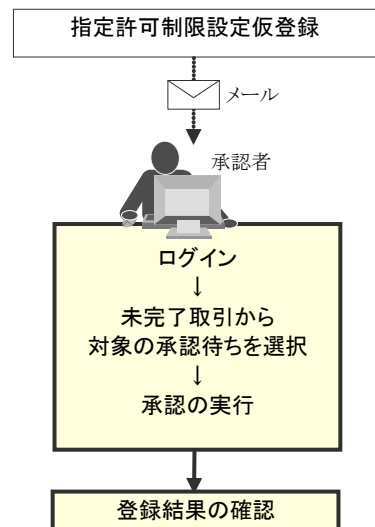 指定許可制限設定仮登録
メール
承認者
ログイン
↓
未完了取引から
対象の承認待ちを選択
↓
承認の実行
登録結果の確認